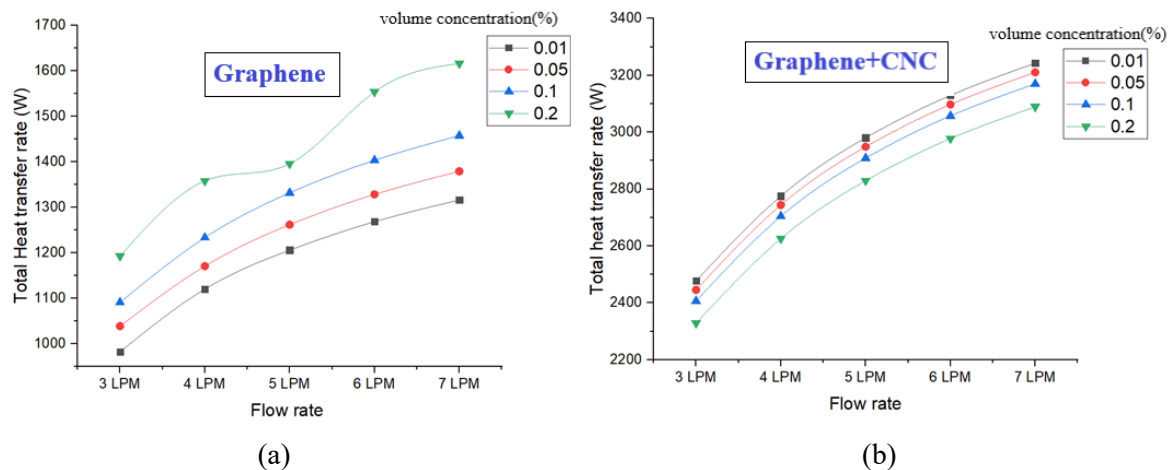 1700
1600
1500
1400
1300
1200
1100
1000
Total Heat transfer rate (W)
Graphene
volume concentration(%)
0.01
0.05
0.1
0.2
3 LPM
4 LPM
5 LPM
6 LPM
7 LPM
Flow rate
(a)
3400
3200
3000
2800
2600
2400
2200
Total heat transfer rate (W)
Graphene+CNC
volume concentration(%)
0.01
0.05
0.1
0.2
3 LPM
4 LPM
5 LPM
6 LPM
7 LPM
Flow rate
(b)